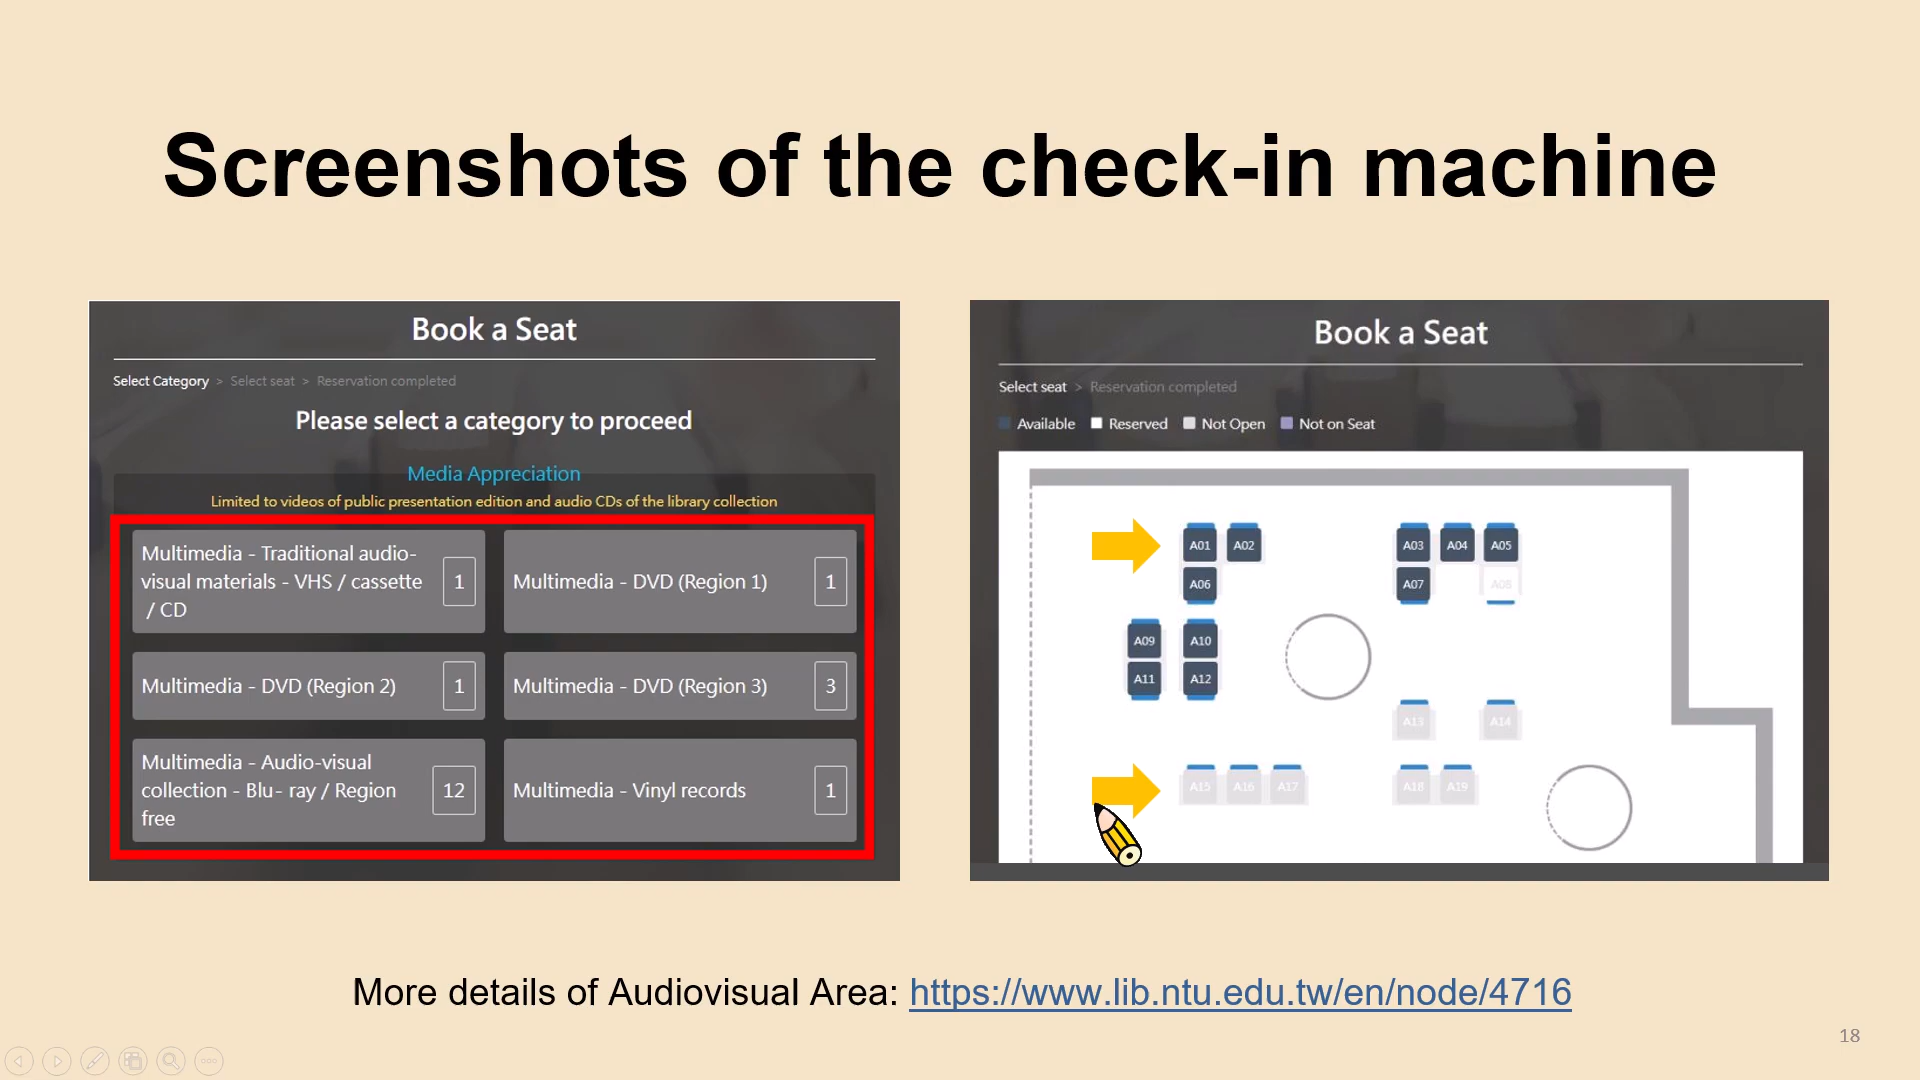 Screenshots of the check-in machine
Book a Seat
Select Category > Select seat > Reservation completed
Please select a category to proceed
Media Appreciation
Limited to videos of public presentation edition and audio CDs of the library collection
Multimedia - Traditional audio-
visual materials - VHS / cassette
/ CD
1
Multimedia - DVD (Region 1)
1
Multimedia - DVD (Region 2)
1
Multimedia - DVD (Region 3)
3
Multimedia - Audio-visual
collection - Blu- ray / Region
free
12
Multimedia - Vinyl records
1
Book a Seat
Select seat > Reservation completed
Available Reserved Not Open Not on Seat
A01 A02 A03 A04 A05
A06 A07 A08
A09 A10
A11 A12
A13 A14
A15 A16 A17 A18 A19
More details of Audiovisual Area: https://www.lib.ntu.edu.tw/en/node/4716
18